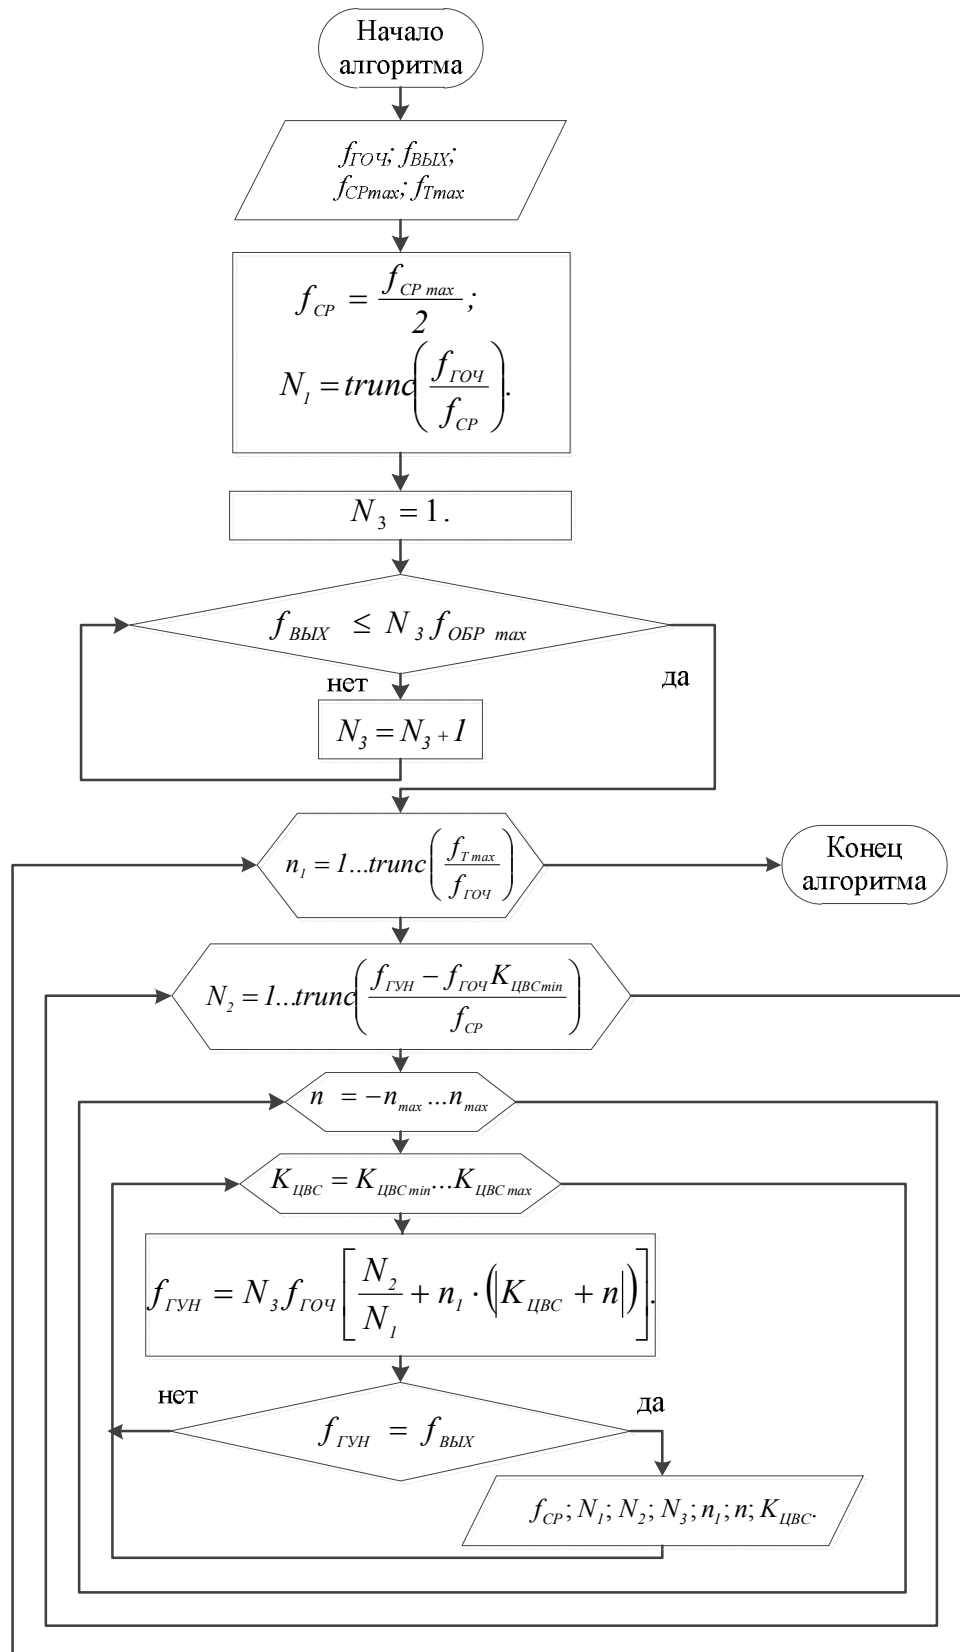 Начало
алгоритма
f_ГОЧ; f_ВЫХ;
f_CPmax; f_Tmax
f_CP = f_CP max / 2 ;
N_1 = trunc(f_ГОЧ / f_CP).
N_3 = 1.
f_ВЫХ ≤ N_3 f_ОБР max
нет
да
N_3 = N_3 + 1
n_1 = 1...trunc(f_T max / f_ГОЧ)
Конец
алгоритма
N_2 = 1...trunc((f_ГУН − f_ГОЧ K_ЦВС min) / f_CP)
n = −n_max ...n_max
K_ЦВС = K_ЦВС min...K_ЦВС max
f_ГУН = N_3 f_ГОЧ [N_2 / N_1 + n_1 · (|K_ЦВС + n|)].
нет
да
f_ГУН = f_ВЫХ
f_CP; N_1; N_2; N_3; n_1; n; K_ЦВС.